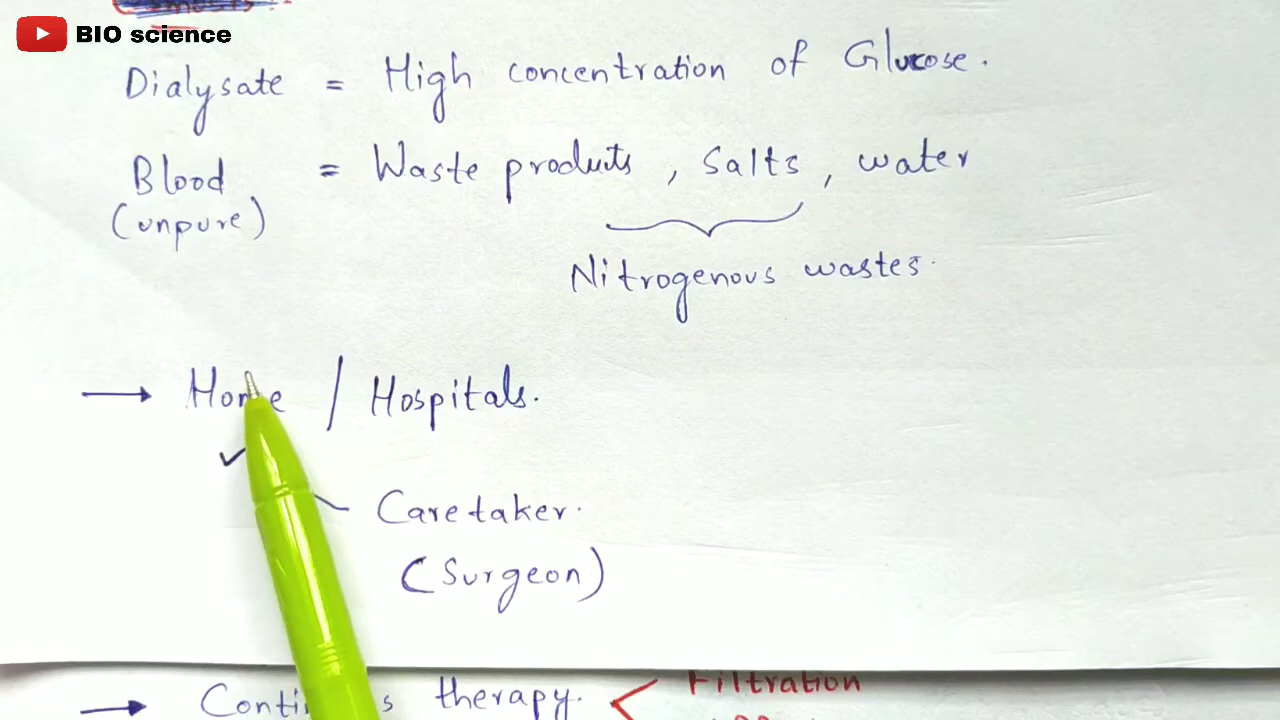 BIO science
Dialysate = High concentration of Glucose.
Blood = Waste products, Salts, water
(unpure)
Nitrogenous wastes.
→ Home / Hospitals.
✓
Caretaker.
(Surgeon)
→ therapy. < Filtration